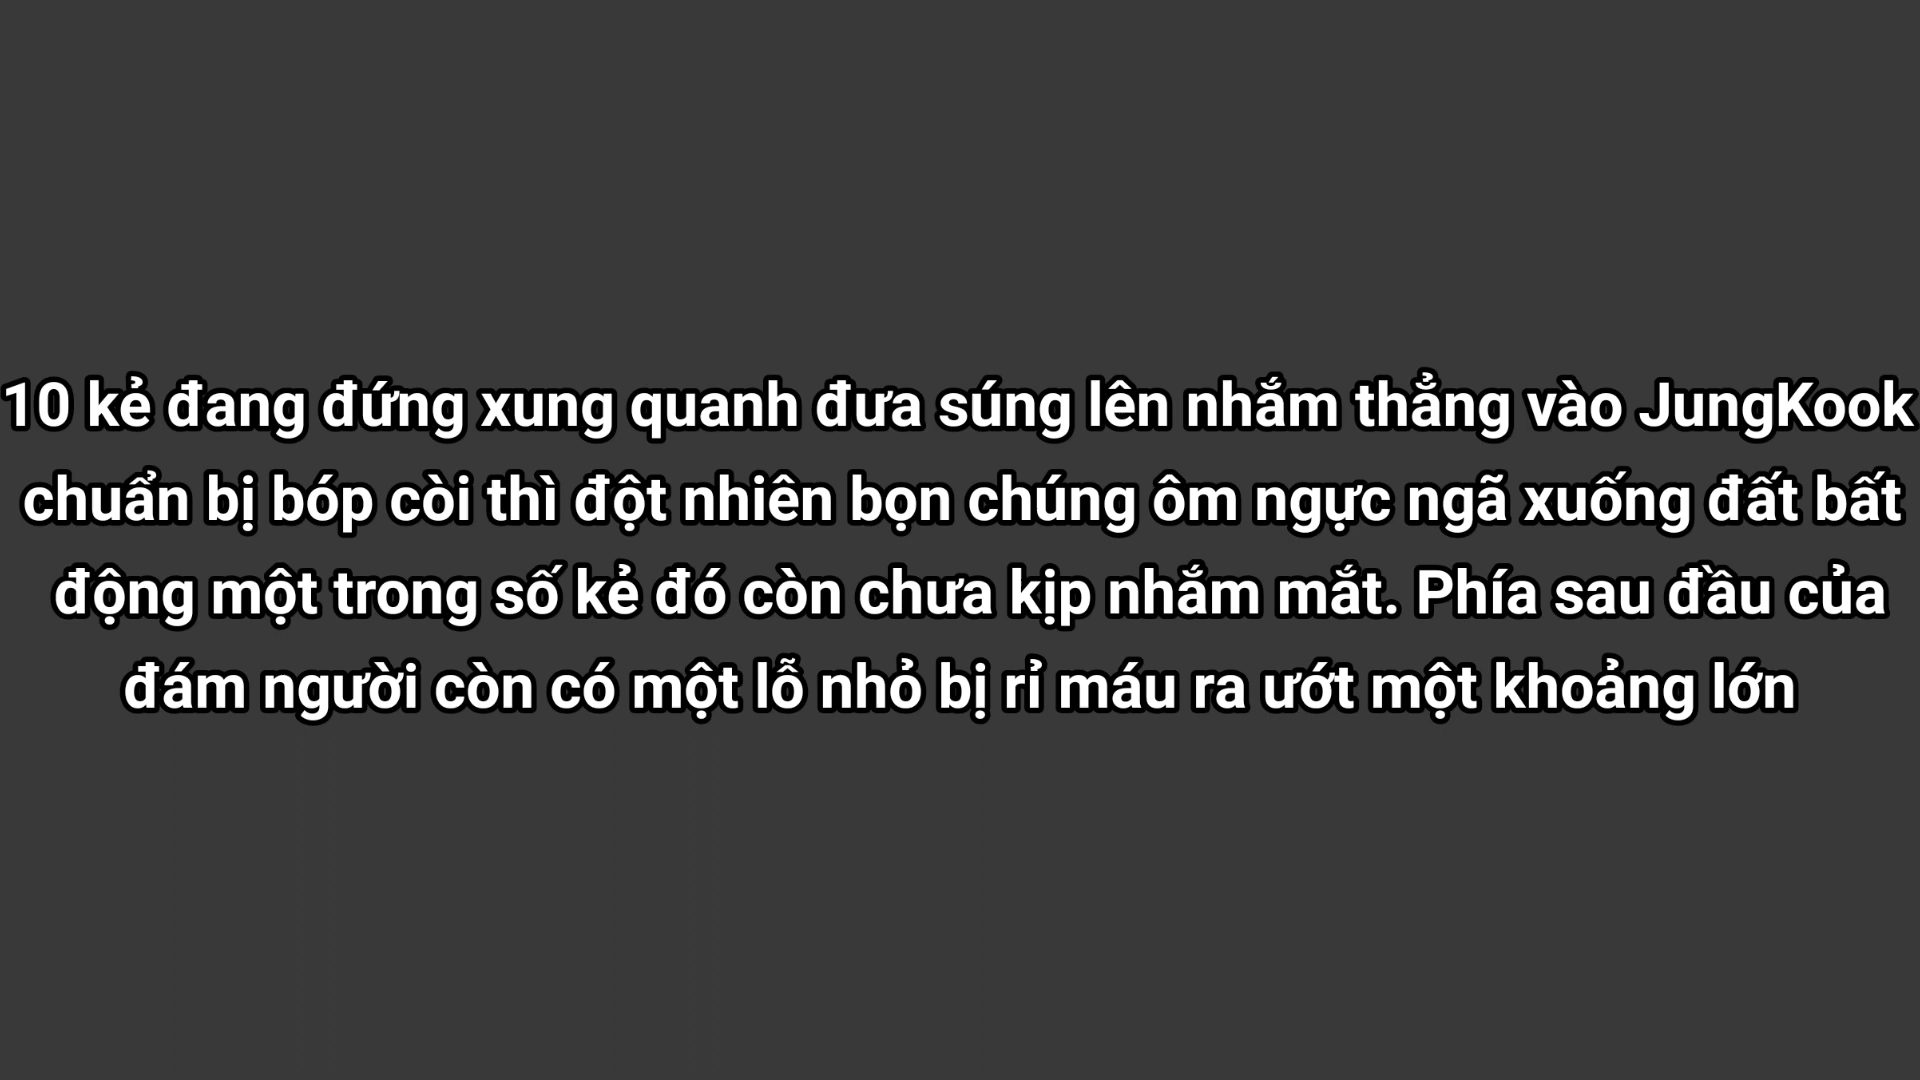 10 kẻ đang đứng xung quanh đưa súng lên nhắm thẳng vào JungKook
chuẩn bị bóp còi thì đột nhiên bọn chúng ôm ngực ngã xuống đất bất
động một trong số kẻ đó còn chưa kịp nhắm mắt. Phía sau đầu của
đám người còn có một lỗ nhỏ bị rỉ máu ra ướt một khoảng lớn